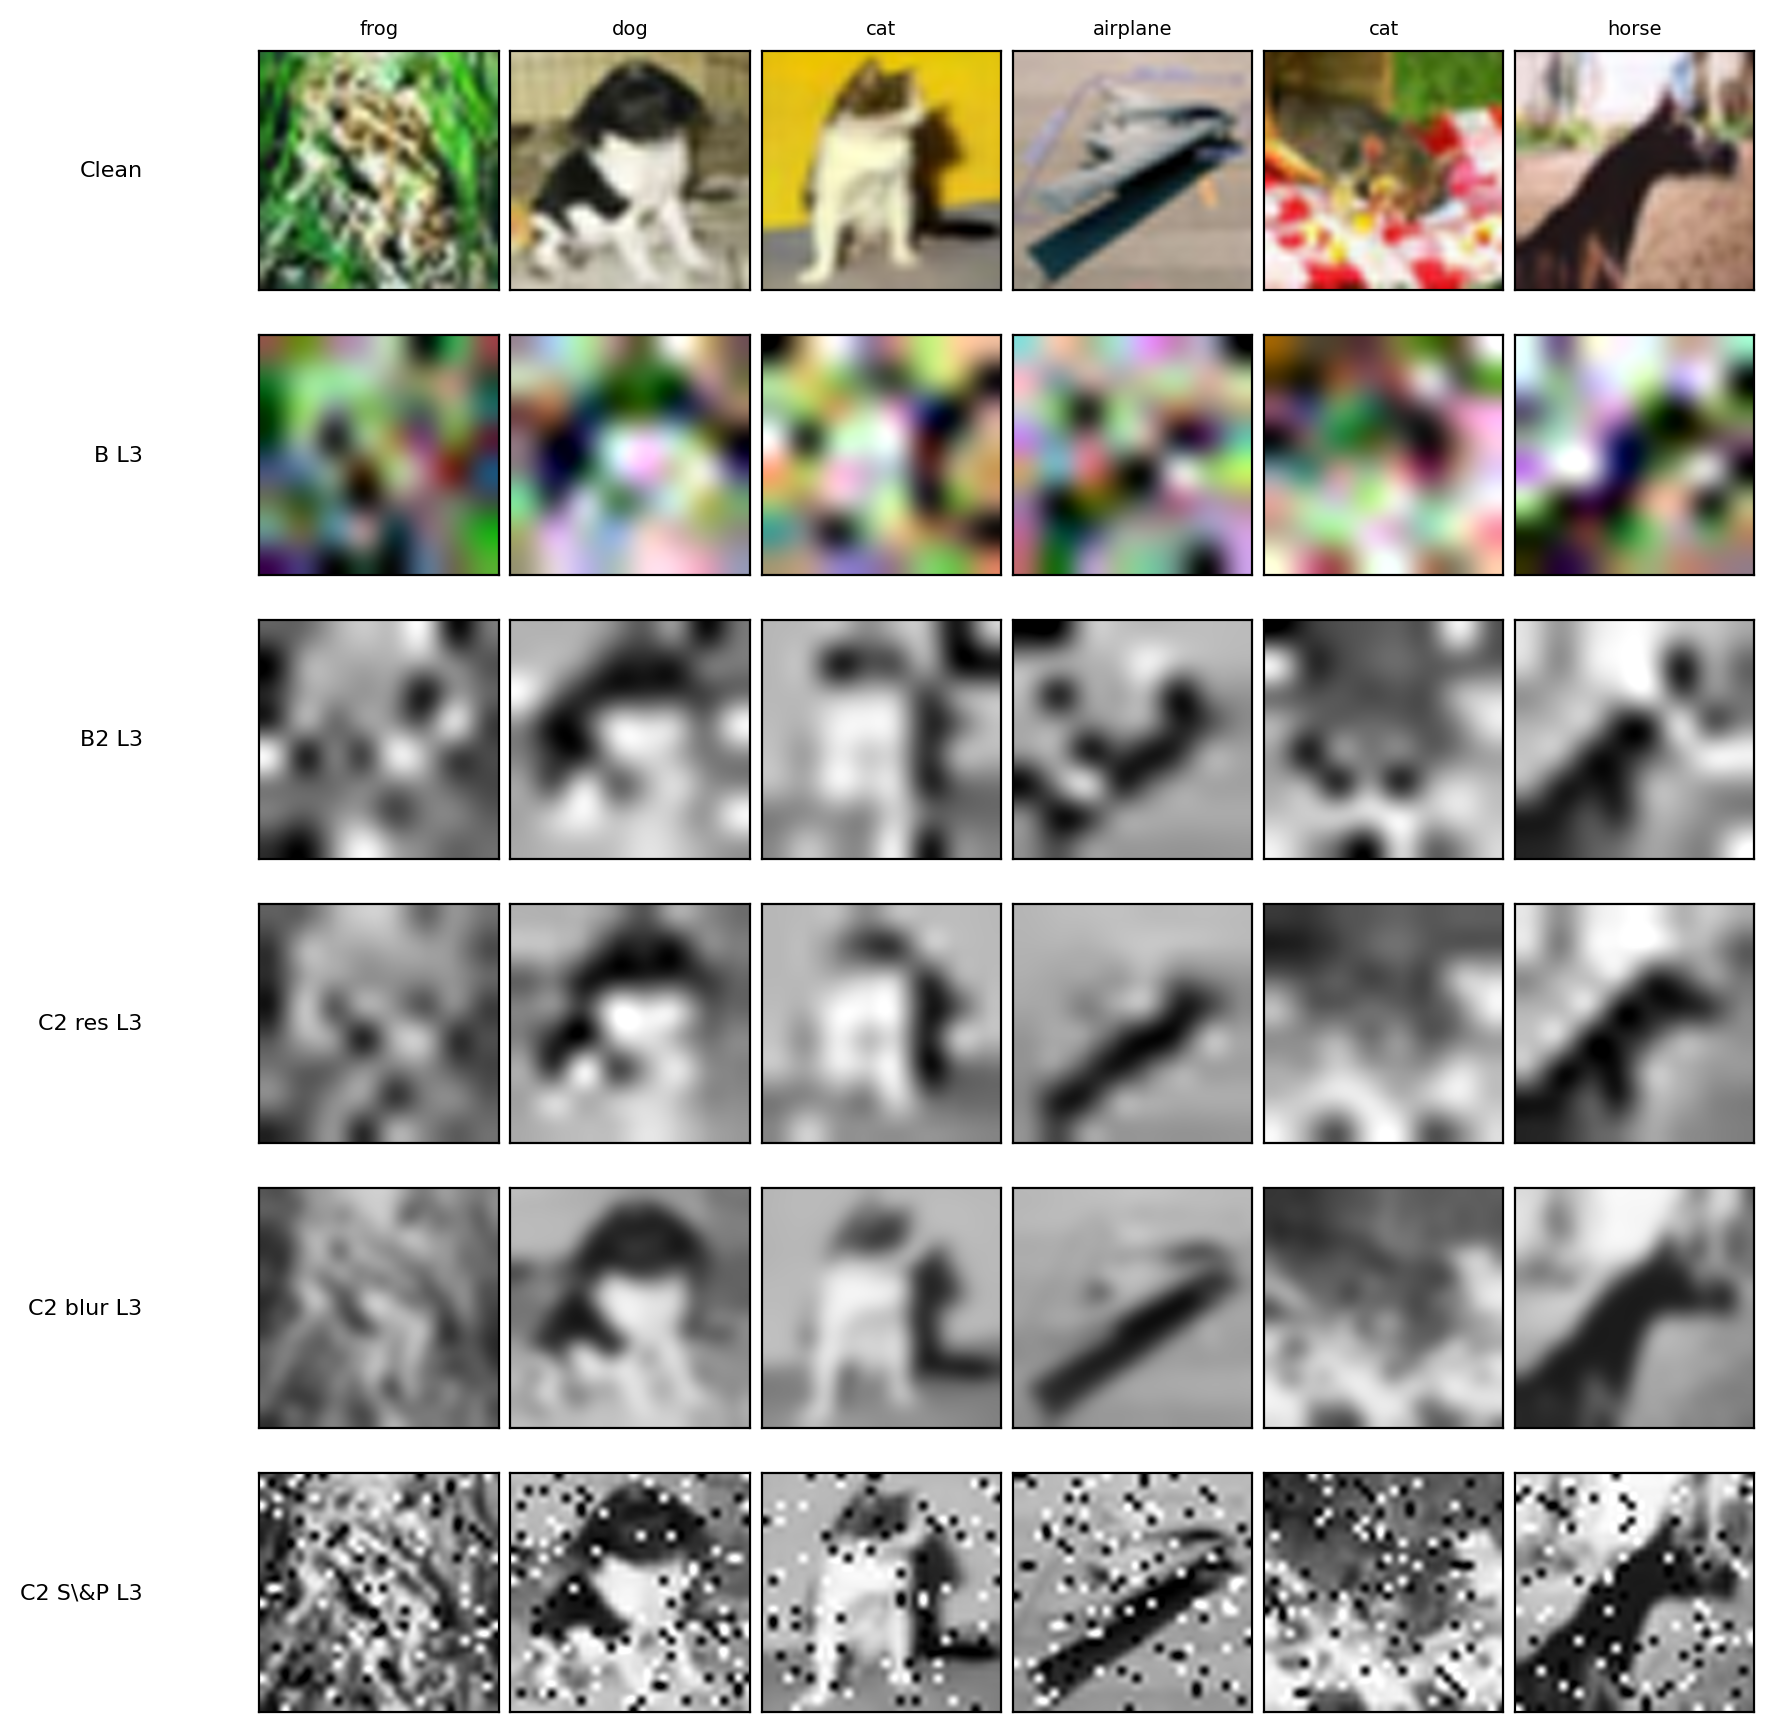 frog dog cat airplane cat horse
Clean
B L3
B2 L3
C2 res L3
C2 blur L3
C2 S\&P L3